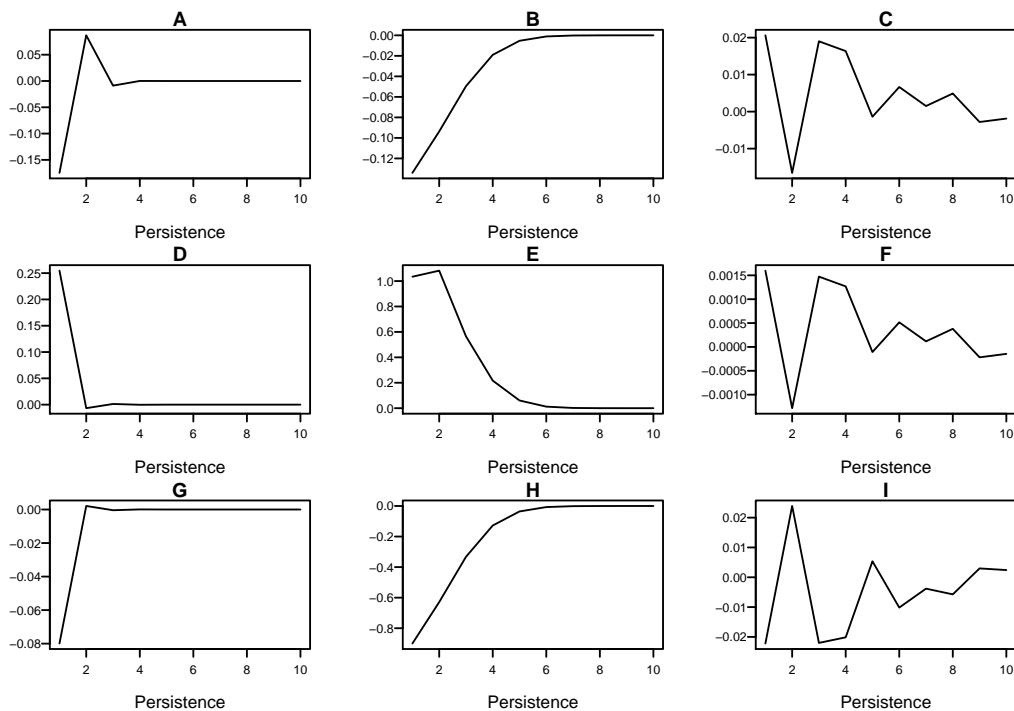 A
0.05
0.00
−0.05
−0.10
−0.15
2 4 6 8 10
Persistence
B
0.00
−0.02
−0.04
−0.06
−0.08
−0.10
−0.12
2 4 6 8 10
Persistence
C
0.02
0.01
0.00
−0.01
2 4 6 8 10
Persistence
D
0.25
0.20
0.15
0.10
0.05
0.00
2 4 6 8 10
Persistence
E
1.0
0.8
0.6
0.4
0.2
0.0
2 4 6 8 10
Persistence
F
0.0015
0.0010
0.0005
0.0000
−0.0005
−0.0010
2 4 6 8 10
Persistence
G
0.00
−0.02
−0.04
−0.06
−0.08
2 4 6 8 10
Persistence
H
0.0
−0.2
−0.4
−0.6
−0.8
2 4 6 8 10
Persistence
I
0.02
0.01
0.00
−0.01
−0.02
2 4 6 8 10
Persistence